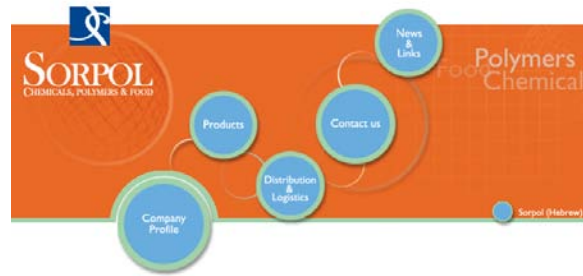 SORPOL
CHEMICALS, POLYMERS & FOOD
News
&
Links
Polymers
Food
Chemical
Products
Contact us
Distribution
&
Logistics
Company
Profile
Sorpol (Hebrew)